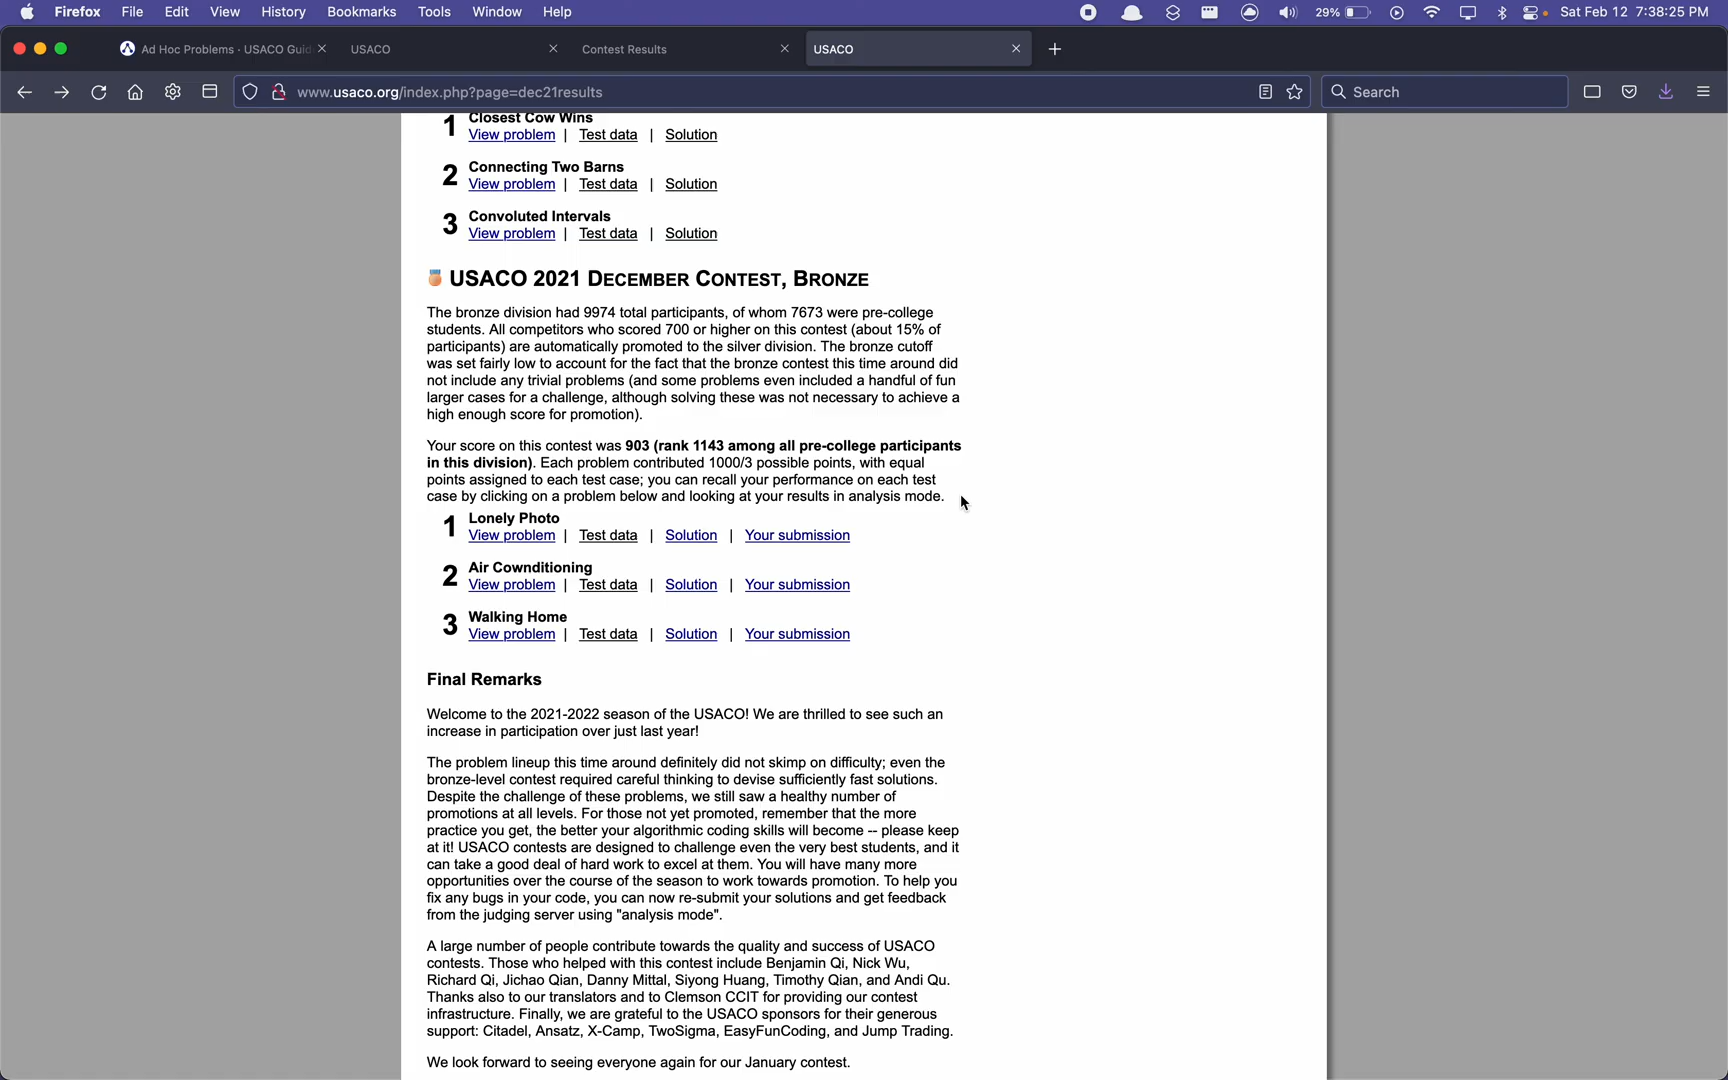 Firefox File Edit View History Bookmarks Tools Window Help 29% Sat Feb 12 7:38:25 PM
Ad Hoc Problems · USACO Guid USACO Contest Results USACO
www.usaco.org/index.php?page=dec21results Search
1 Closest Cow Wins
View problem | Test data | Solution
2 Connecting Two Barns
View problem | Test data | Solution
3 Convoluted Intervals
View problem | Test data | Solution
USACO 2021 December Contest, Bronze
The bronze division had 9974 total participants, of whom 7673 were pre-college
students. All competitors who scored 700 or higher on this contest (about 15% of
participants) are automatically promoted to the silver division. The bronze cutoff
was set fairly low to account for the fact that the bronze contest this time around did
not include any trivial problems (and some problems even included a handful of fun
larger cases for a challenge, although solving these was not necessary to achieve a
high enough score for promotion).
Your score on this contest was 903 (rank 1143 among all pre-college participants
in this division). Each problem contributed 1000/3 possible points, with equal
points assigned to each test case; you can recall your performance on each test
case by clicking on a problem below and looking at your results in analysis mode.
1 Lonely Photo
View problem | Test data | Solution | Your submission
2 Air Cownditioning
View problem | Test data | Solution | Your submission
3 Walking Home
View problem | Test data | Solution | Your submission
Final Remarks
Welcome to the 2021-2022 season of the USACO! We are thrilled to see such an
increase in participation over just last year!
The problem lineup this time around definitely did not skimp on difficulty; even the
bronze-level contest required careful thinking to devise sufficiently fast solutions.
Despite the challenge of these problems, we still saw a healthy number of
promotions at all levels. For those not yet promoted, remember that the more
practice you get, the better your algorithmic coding skills will become -- please keep
at it! USACO contests are designed to challenge even the very best students, and it
can take a good deal of hard work to excel at them. You will have many more
opportunities over the course of the season to work towards promotion. To help you
fix any bugs in your code, you can now re-submit your solutions and get feedback
from the judging server using "analysis mode".
A large number of people contribute towards the quality and success of USACO
contests. Those who helped with this contest include Benjamin Qi, Nick Wu,
Richard Qi, Jichao Qian, Danny Mittal, Siyong Huang, Timothy Qian, and Andi Qu.
Thanks also to our translators and to Clemson CCIT for providing our contest
infrastructure. Finally, we are grateful to the USACO sponsors for their generous
support: Citadel, Ansatz, X-Camp, TwoSigma, EasyFunCoding, and Jump Trading.
We look forward to seeing everyone again for our January contest.